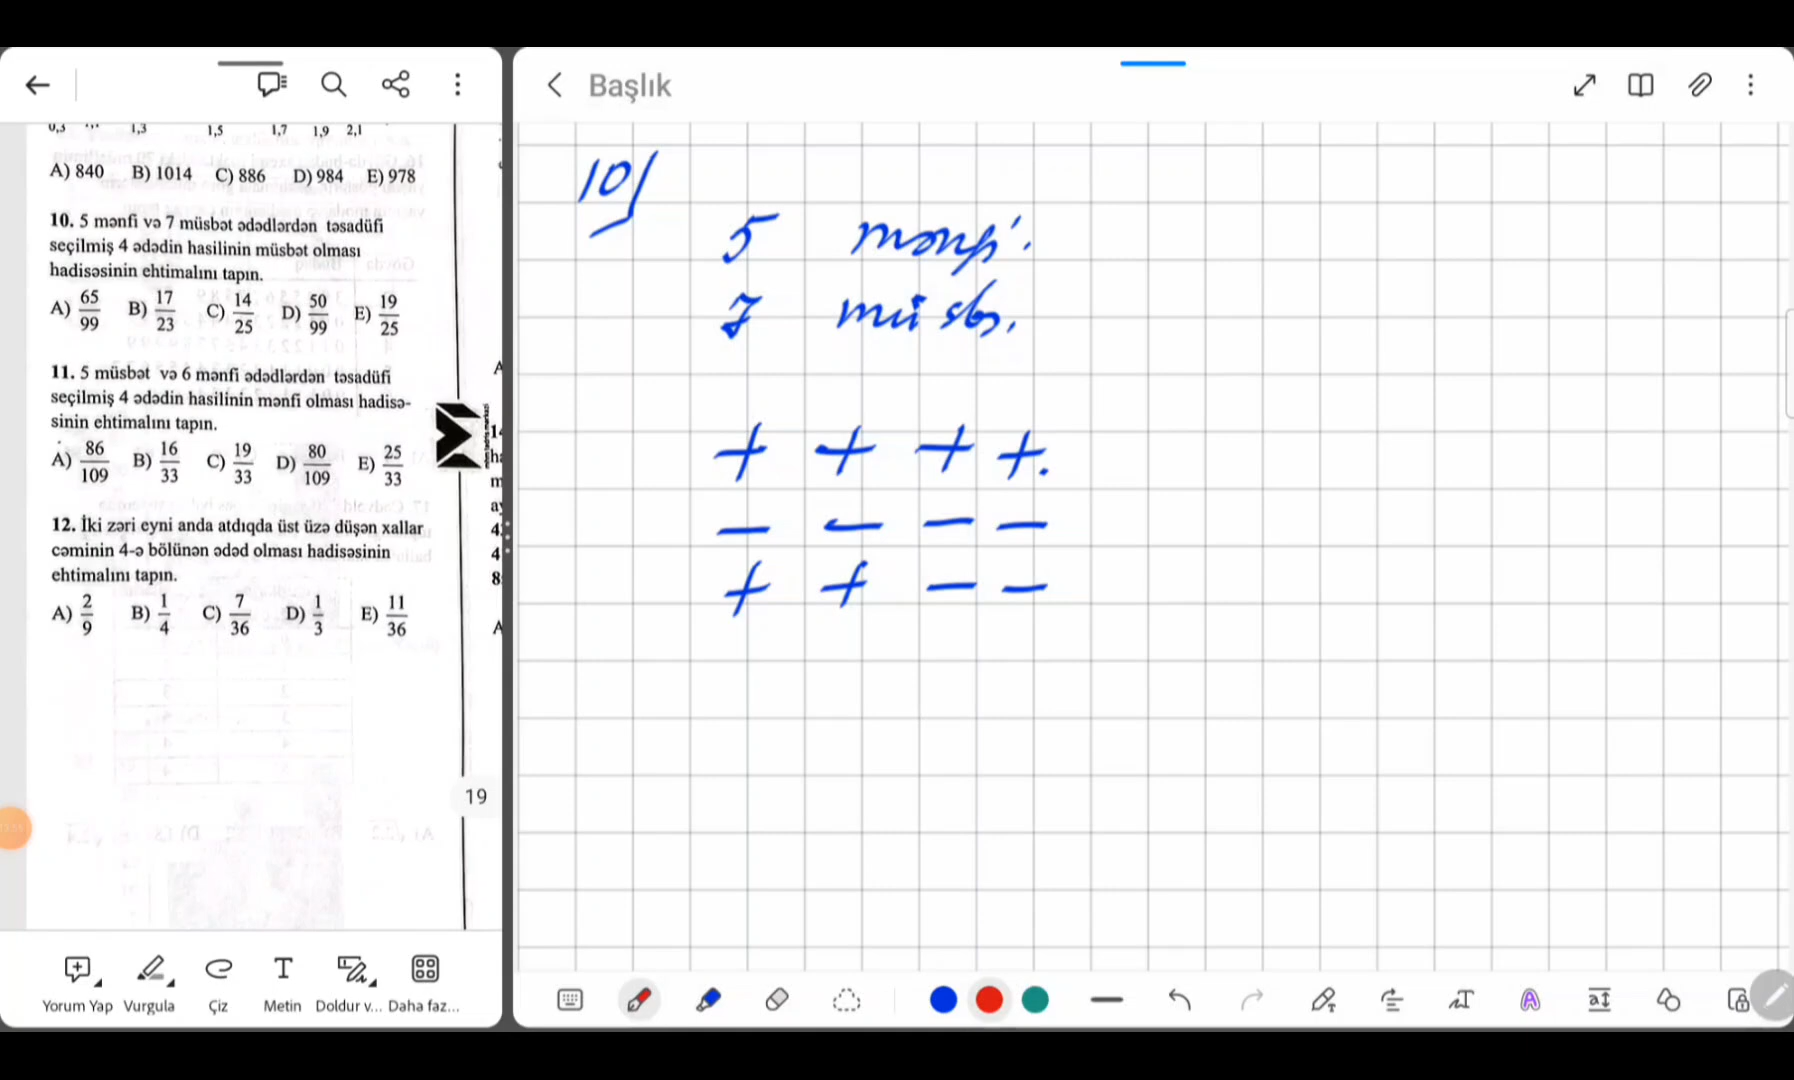 Başlık
A) 840 B) 1014 C) 886 D) 984 E) 978
10. 5 mənfi və 7 müsbət ədədlərdən təsadüfi
seçilmiş 4 ədədin hasilinin müsbət olması
hadisəsinin ehtimalını tapın.
A) 65/99 B) 17/23 C) 14/25 D) 50/99 E) 19/25
11. 5 müsbət və 6 mənfi ədədlərdən təsadüfi
seçilmiş 4 ədədin hasilinin mənfi olması hadisə-
sinin ehtimalını tapın.
A) 86/109 B) 16/33 C) 19/33 D) 80/109 E) 25/33
12. İki zəri eyni anda atdıqda üst üzə düşən xallar
cəminin 4-ə bölünən ədəd olması hadisəsinin
ehtimalını tapın.
A) 2/9 B) 1/4 C) 7/36 D) 1/3 E) 11/36
19
Yorum Yap Vurgula Çiz Metin Doldur v... Daha faz...
10/
5 mənfi.
7 müsb.
+ + + +.
− − − −
+ + − −